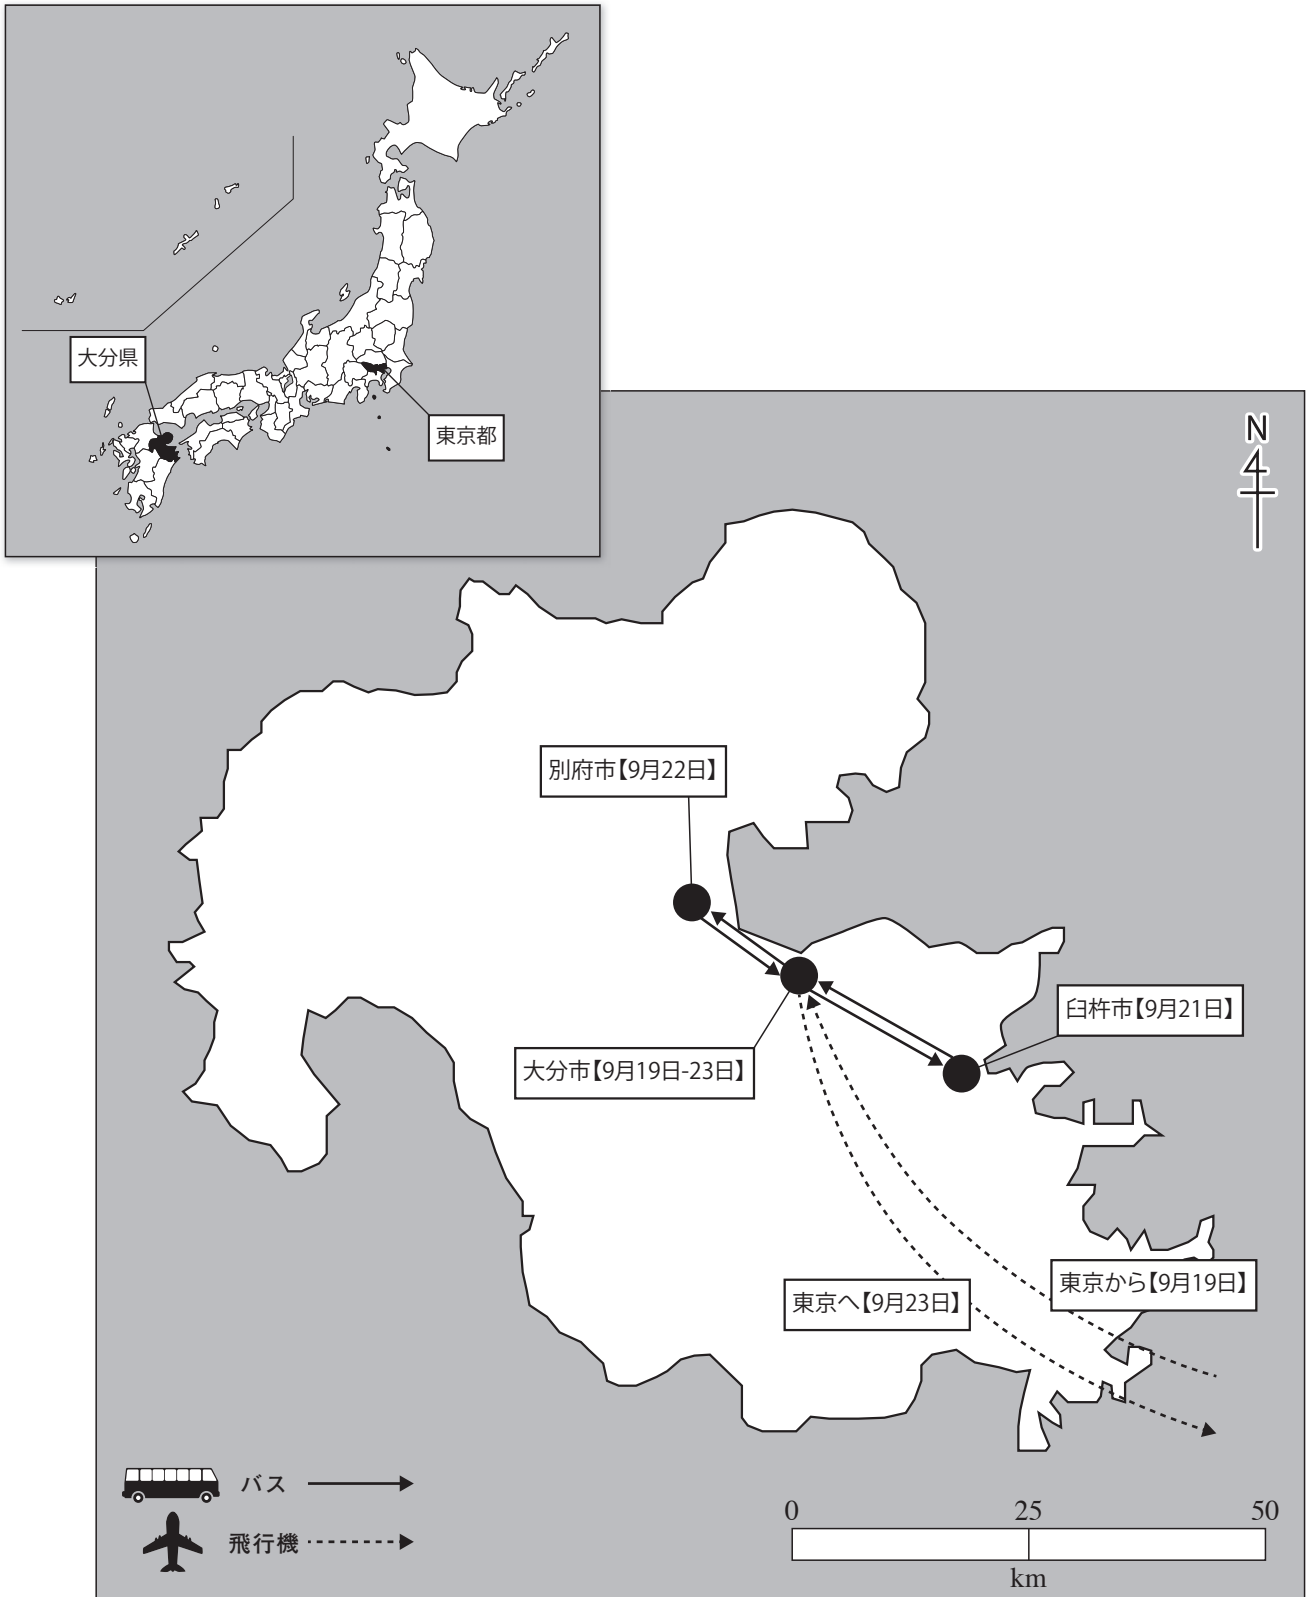 大分県
東京都
N
別府市【9月22日】
臼杵市【9月21日】
大分市【9月19日-23日】
東京から【9月19日】
東京へ【9月23日】
バス
飛行機
0 25 50
km